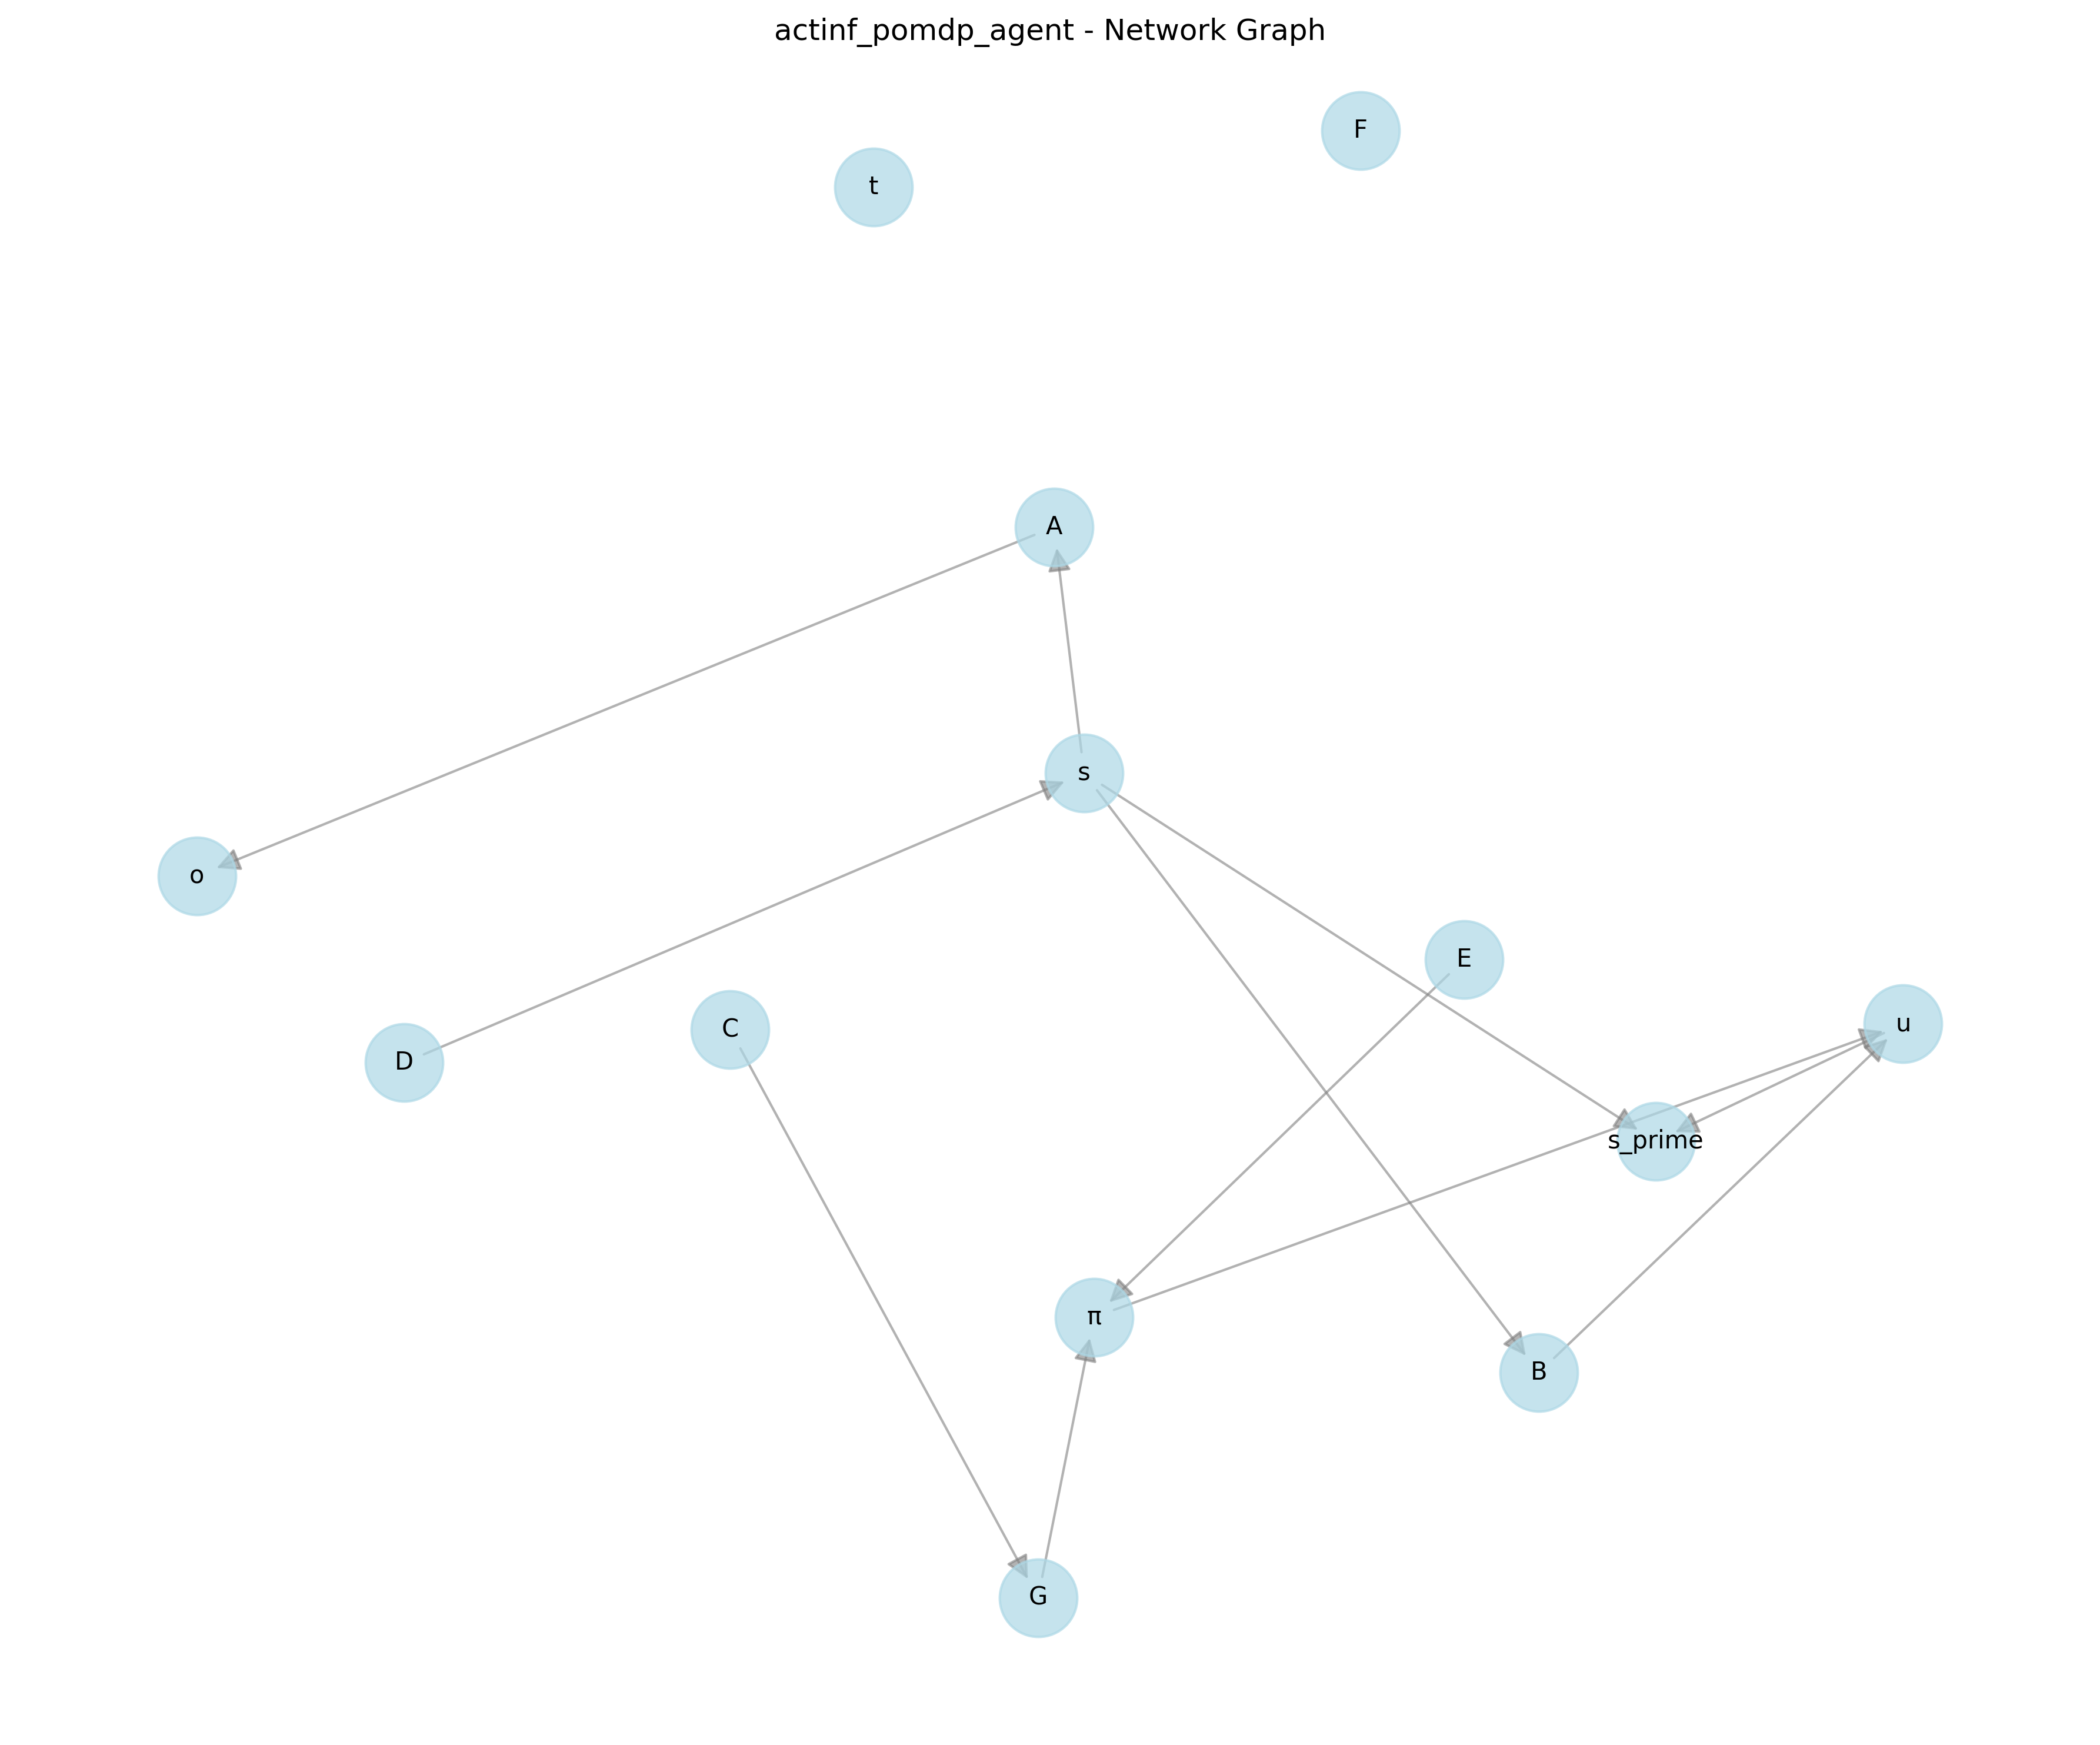 actinf_pomdp_agent - Network Graph
F
t
A
s
o
E
u
C
D
s_prime
π
B
G